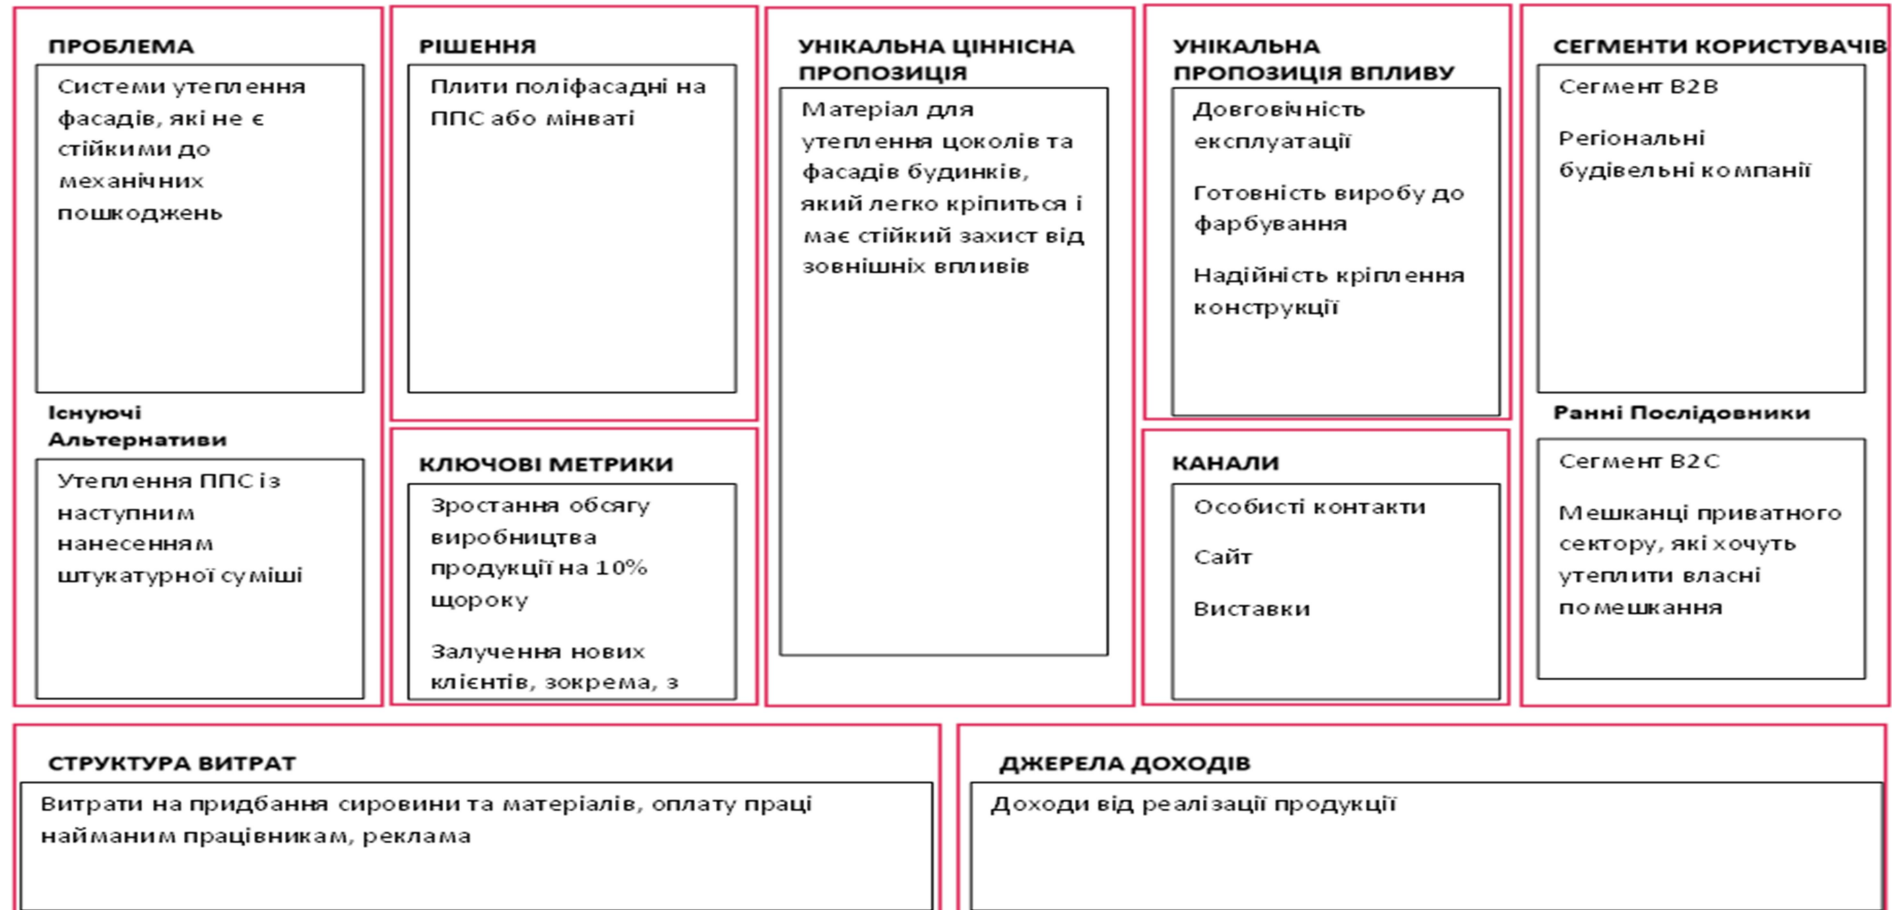 ПРОБЛЕМА
Системи утеплення
фасадів, які не є
стійкими до
механічних
пошкоджень
Існуючі
Альтернативи
Утеплення ППС із
наступним
нанесенням
штукатурної суміші
РІШЕННЯ
Плити поліфасадні на
ППС або мінваті
КЛЮЧОВІ МЕТРИКИ
Зростання обсягу
виробництва
продукції на 10%
щороку
Залучення нових
клієнтів, зокрема, з
УНІКАЛЬНА ЦІННІСНА
ПРОПОЗИЦІЯ
Матеріал для
утеплення цоколів та
фасадів будинків,
який легко кріпиться і
має стійкий захист від
зовнішніх впливів
УНІКАЛЬНА
ПРОПОЗИЦІЯ ВПЛИВУ
Довговічність
експлуатації
Готовність виробу до
фарбування
Надійність кріплення
конструкції
КАНАЛИ
Особисті контакти
Сайт
Виставки
СЕГМЕНТИ КОРИСТУВАЧІВ
Сегмент B2B
Регіональні
будівельні компанії
Ранні Послідовники
Сегмент B2C
Мешканці приватного
сектору, які хочуть
утеплити власні
помешкання
СТРУКТУРА ВИТРАТ
Витрати на придбання сировини та матеріалів, оплату праці
найманим працівникам, реклама
ДЖЕРЕЛА ДОХОДІВ
Доходи від реалізації продукції